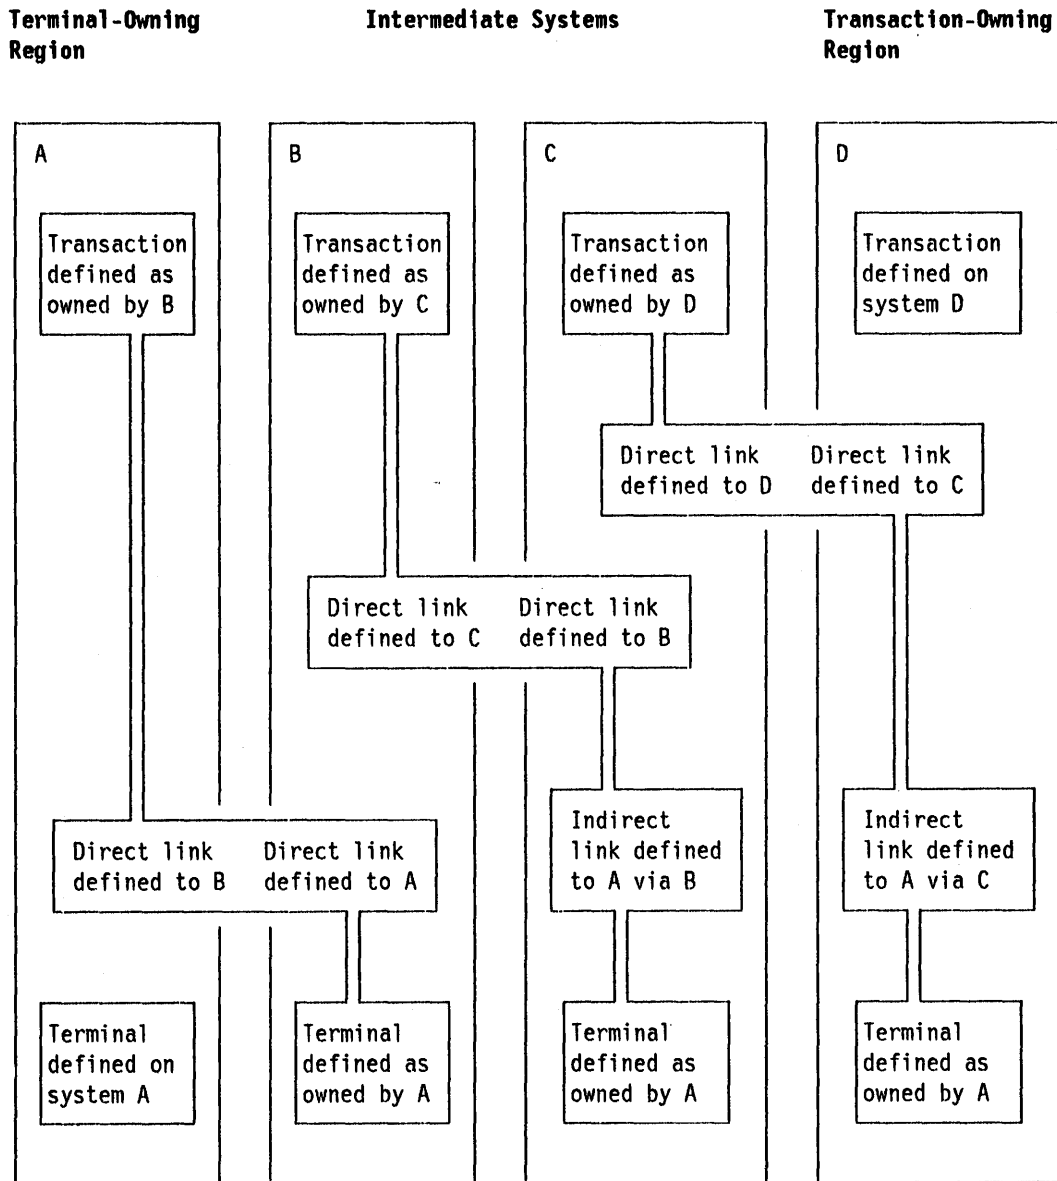 Terminal-Owning
Region
Intermediate Systems
Transaction-Owning
Region
A
B
C
D
Transaction
defined as
owned by B
Transaction
defined as
owned by C
Transaction
defined as
owned by D
Transaction
defined on
system D
Direct link
defined to D
Direct link
defined to C
Direct link
defined to C
Direct link
defined to B
Direct link
defined to B
Direct link
defined to A
Indirect
link defined
to A via B
Indirect
link defined
to A via C
Terminal
defined on
system A
Terminal
defined as
owned by A
Terminal
defined as
owned by A
Terminal
defined as
owned by A